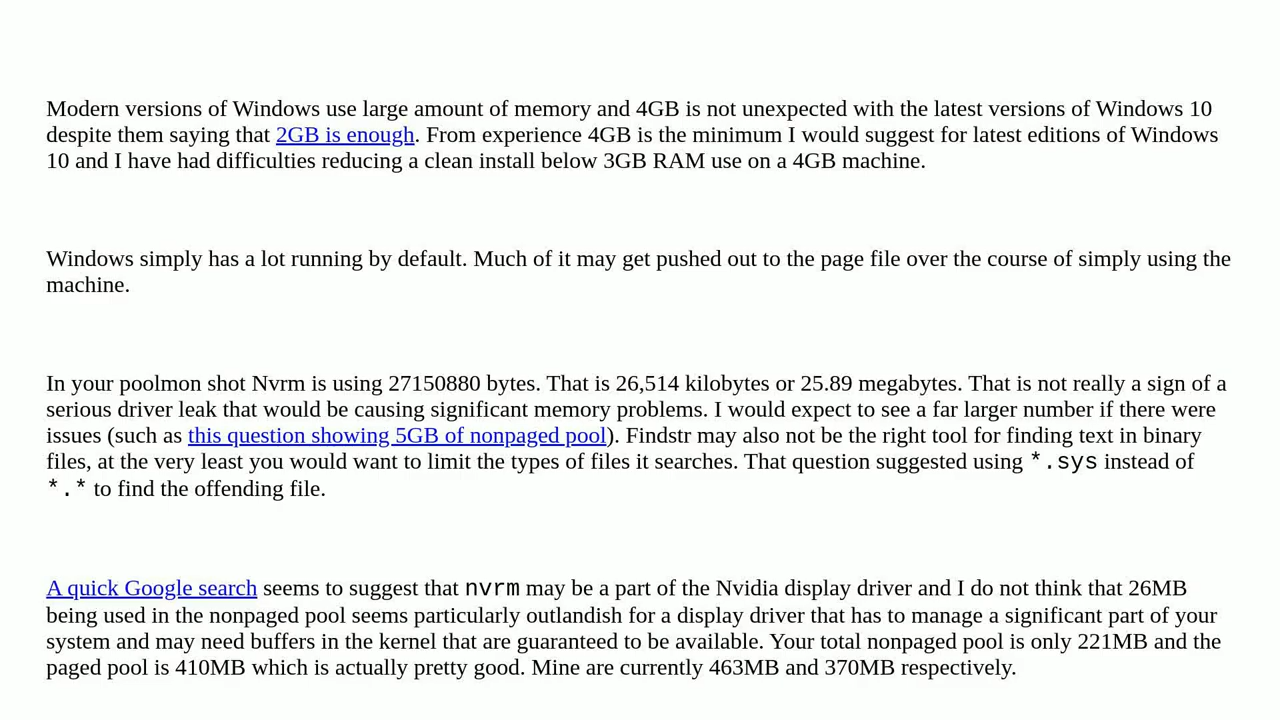 Modern versions of Windows use large amount of memory and 4GB is not unexpected with the latest versions of Windows 10
despite them saying that 2GB is enough. From experience 4GB is the minimum I would suggest for latest editions of Windows
10 and I have had difficulties reducing a clean install below 3GB RAM use on a 4GB machine.
Windows simply has a lot running by default. Much of it may get pushed out to the page file over the course of simply using the
machine.
In your poolmon shot Nvrm is using 27150880 bytes. That is 26,514 kilobytes or 25.89 megabytes. That is not really a sign of a
serious driver leak that would be causing significant memory problems. I would expect to see a far larger number if there were
issues (such as this question showing 5GB of nonpaged pool). Findstr may also not be the right tool for finding text in binary
files, at the very least you would want to limit the types of files it searches. That question suggested using *.sys instead of
*.* to find the offending file.
A quick Google search seems to suggest that nvrm may be a part of the Nvidia display driver and I do not think that 26MB
being used in the nonpaged pool seems particularly outlandish for a display driver that has to manage a significant part of your
system and may need buffers in the kernel that are guaranteed to be available. Your total nonpaged pool is only 221MB and the
paged pool is 410MB which is actually pretty good. Mine are currently 463MB and 370MB respectively.